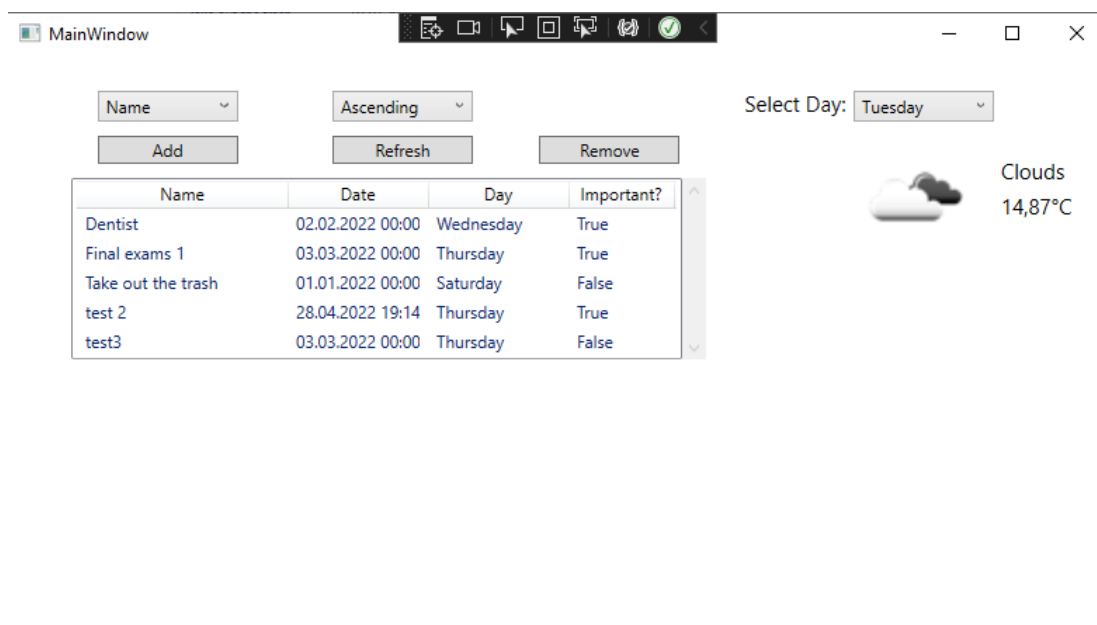 MainWindow
Name Ascending Select Day: Tuesday
Add Refresh Remove
Clouds
14,87°C
Name Date Day Important?
Dentist 02.02.2022 00:00 Wednesday True
Final exams 1 03.03.2022 00:00 Thursday True
Take out the trash 01.01.2022 00:00 Saturday False
test 2 28.04.2022 19:14 Thursday True
test3 03.03.2022 00:00 Thursday False